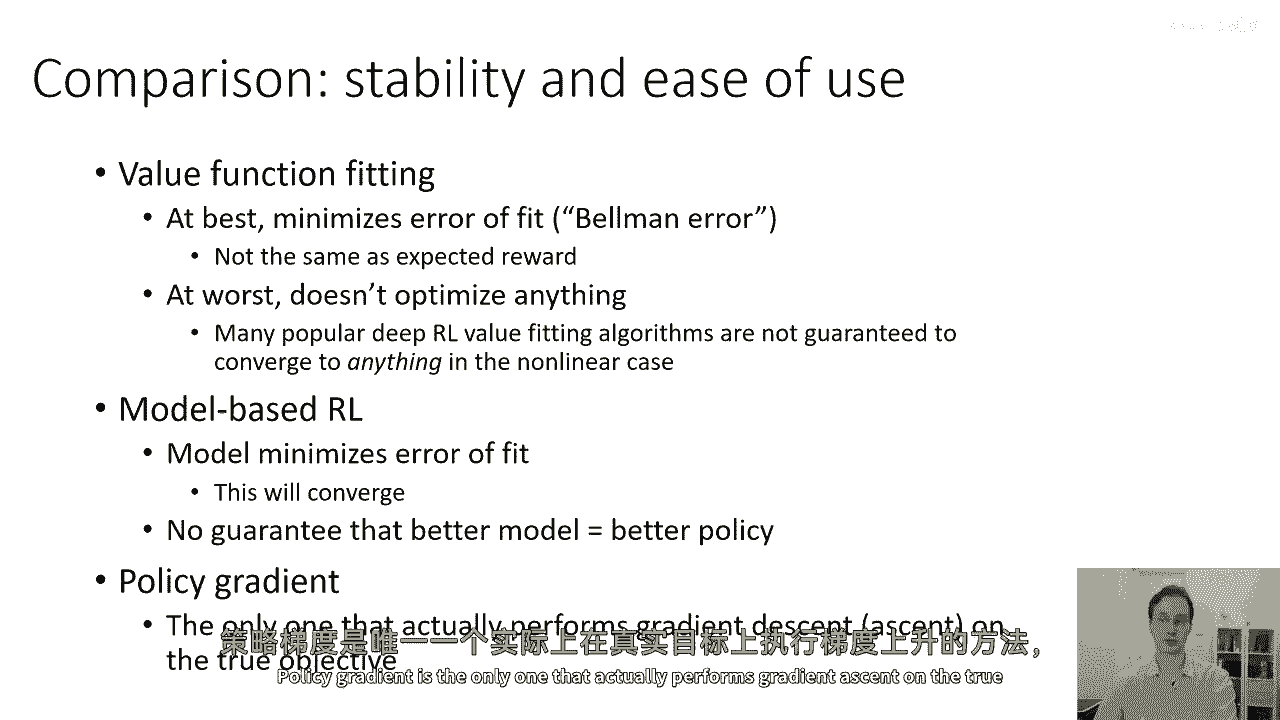 Comparison: stability and ease of use
• Value function fitting
• At best, minimizes error of fit (“Bellman error”)
• Not the same as expected reward
• At worst, doesn’t optimize anything
• Many popular deep RL value fitting algorithms are not guaranteed to
converge to anything in the nonlinear case
• Model-based RL
• Model minimizes error of fit
• This will converge
• No guarantee that better model = better policy
• Policy gradient
• The only one that actually performs gradient descent (ascent) on
the true objective
策略梯度是唯一一个实际上在真实目标上执行梯度上升的方法，
Policy gradient is the only one that actually performs gradient ascent on the true